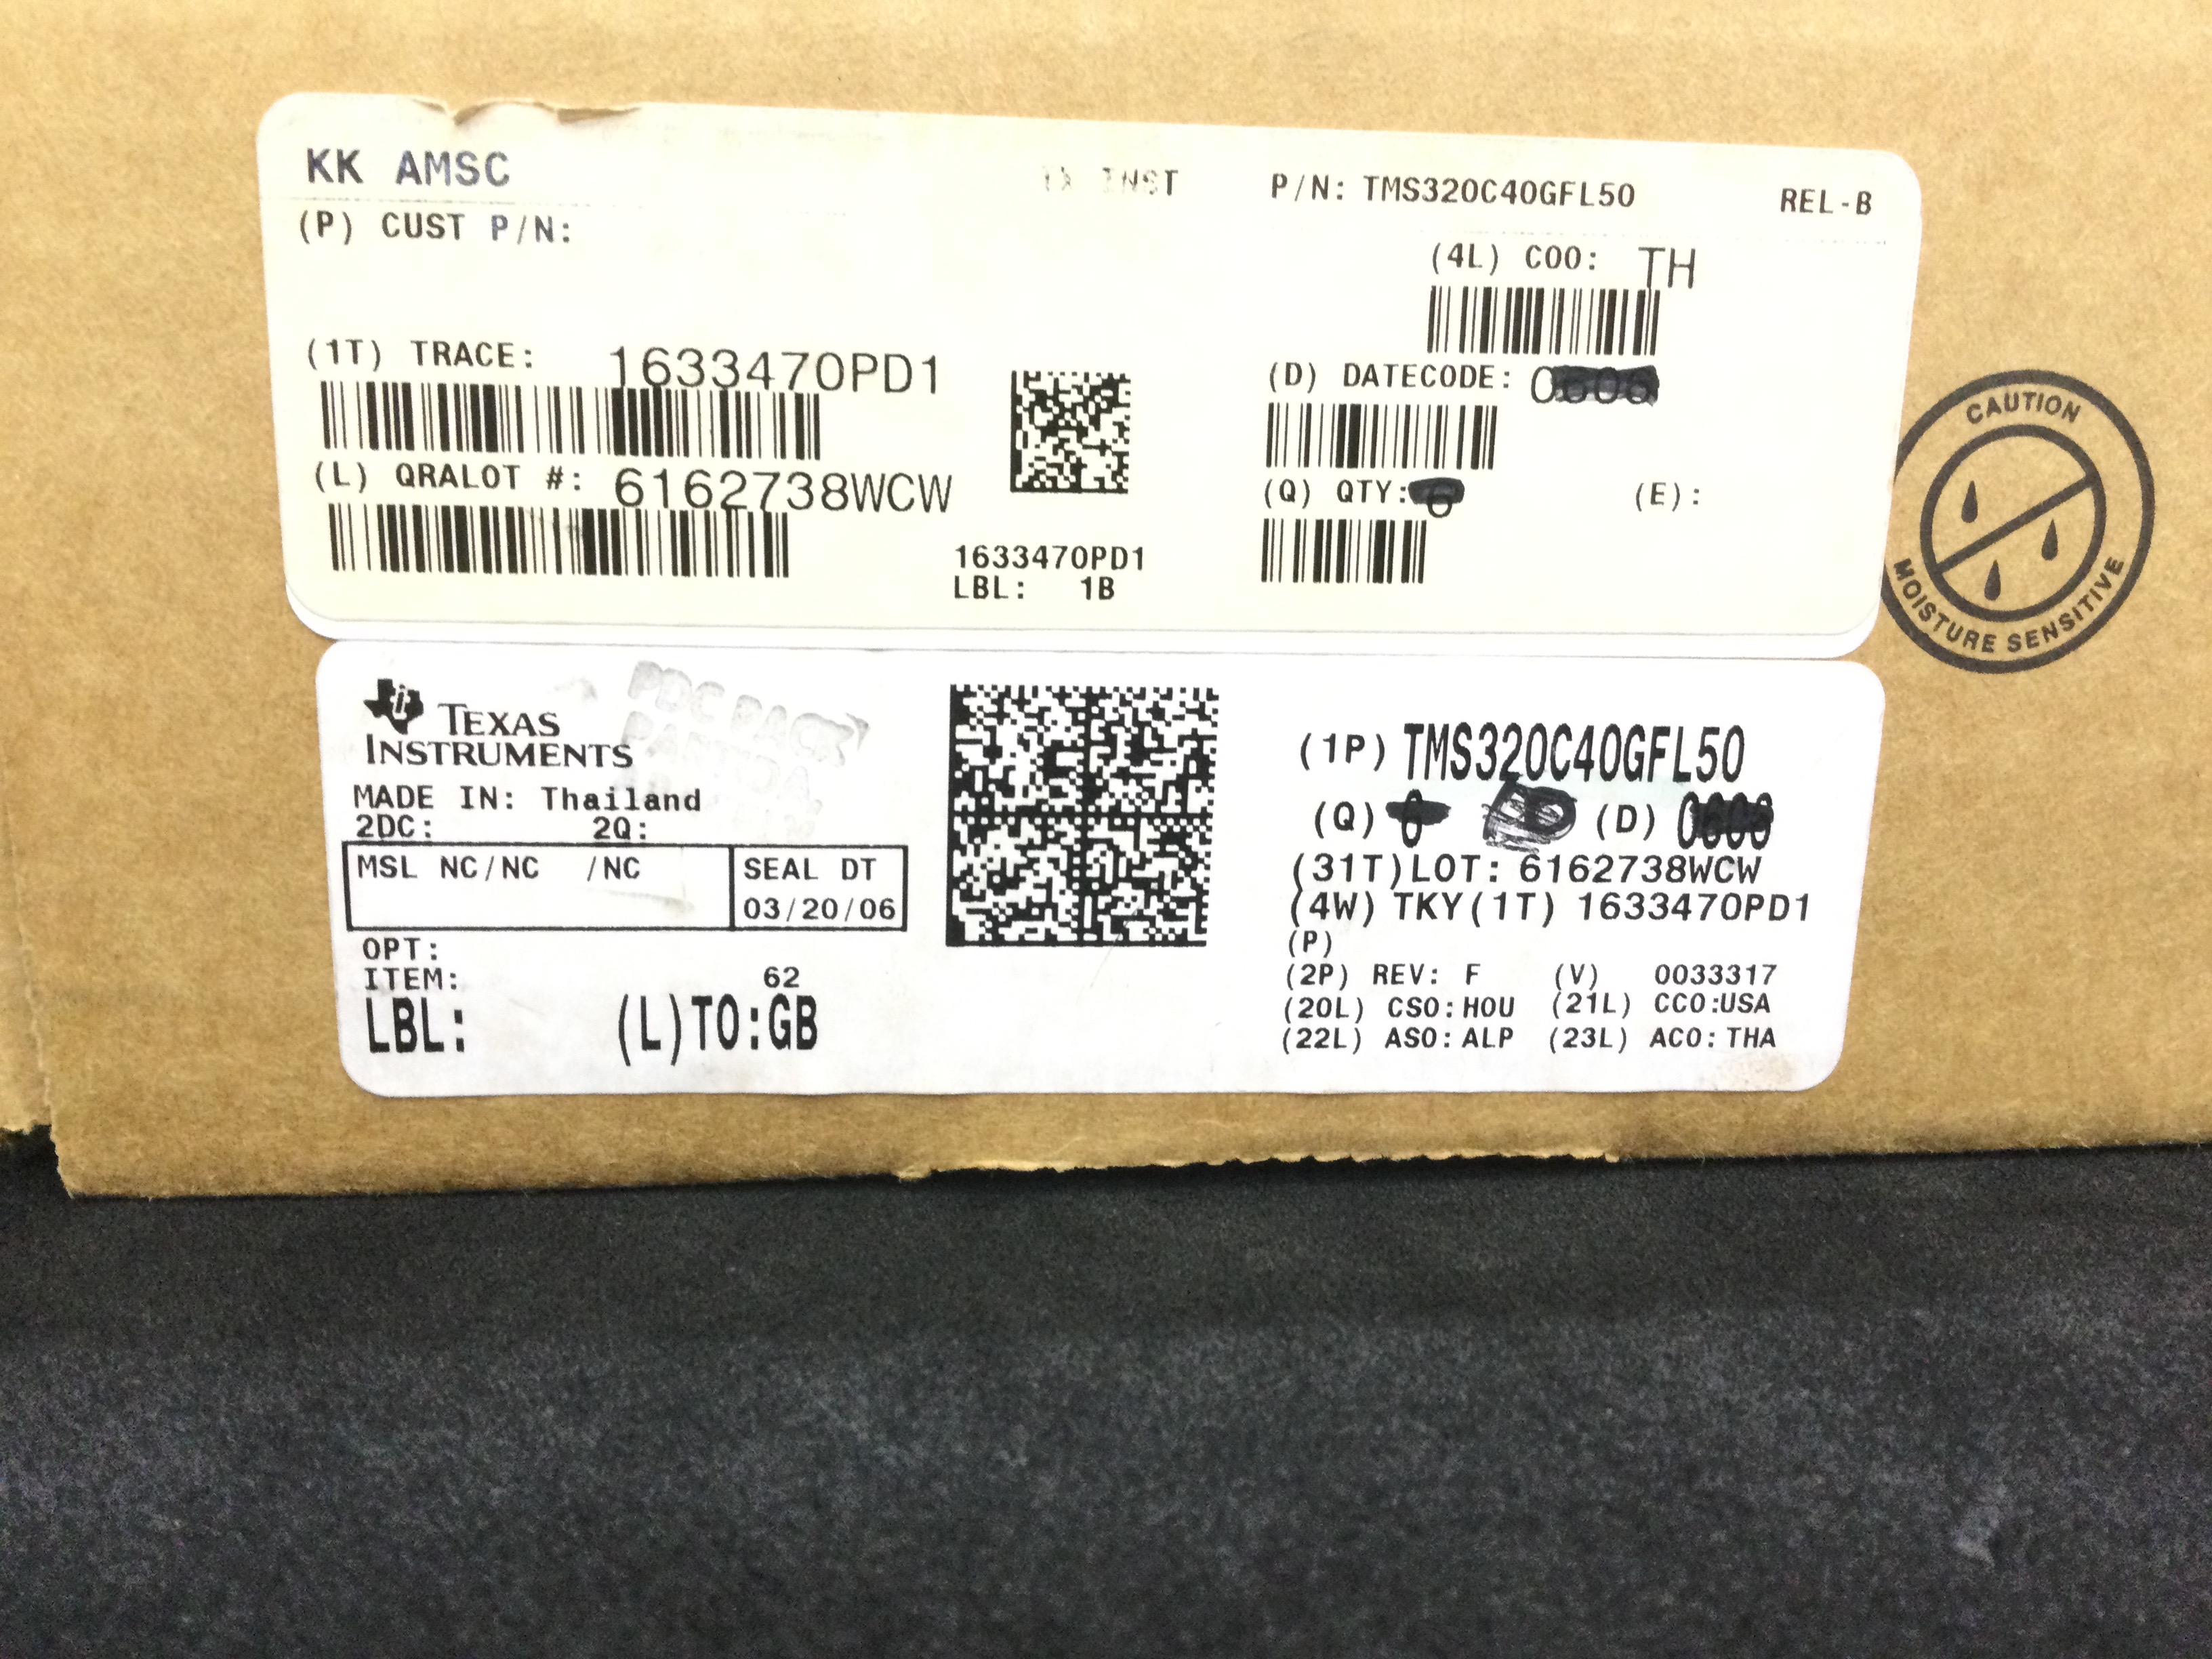 KK AMSC
INST
P/N: TMS320C40GFL50
REL-B
(P) CUST P/N:
(4L) COO: TH
(1T) TRACE: 1633470PD1
(D) DATECODE:
(L) QRALOT #: 6162738WCW
(Q) QTY:
(E):
1633470PD1
LBL: 1B
CAUTION
MOISTURE SENSITIVE
TEXAS
INSTRUMENTS
PDC PACK
MADE IN: Thailand
2DC: 2Q:
MSL NC/NC /NC
SEAL DT
03/20/06
OPT:
ITEM: 62
LBL: (L)TO:GB
(1P) TMS320C40GFL50
(Q) (D)
(31T)LOT: 6162738WCW
(4W) TKY(1T) 1633470PD1
(P)
(2P) REV: F (V) 0033317
(20L) CSO:HOU (21L) CCO:USA
(22L) ASO:ALP (23L) ACO:THA